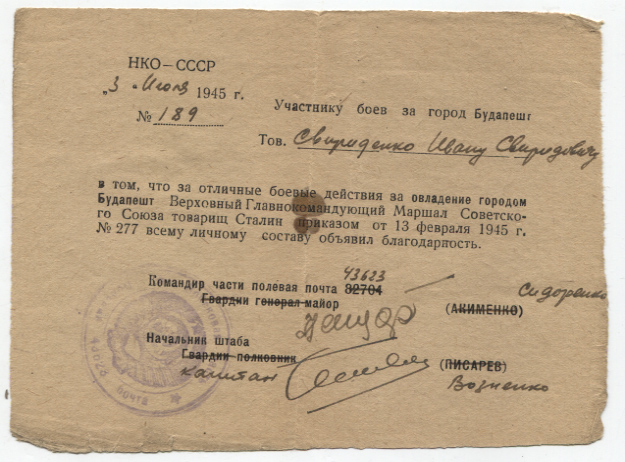 НКО–СССР
„3„ Июля 1945 г.
№ 189
Участнику боев за город Будапешт
Тов. Свириденко Ивану Свиридовичу
в том, что за отличные боевые действия за овладение городом
Будапешт Верховный Главнокомандующий Маршал Советско-
го Союза товарищ Сталин приказом от 13 февраля 1945 г.
№ 277 всему личному составу объявил благодарность.
43623
Командир части полевая почта 32704
Сидоренко
Гвардии генерал-майор
(АКИМЕНКО)
Начальник штаба
Гвардии полковник
(ПИСАРЕВ)
капитан
Возненко
почта